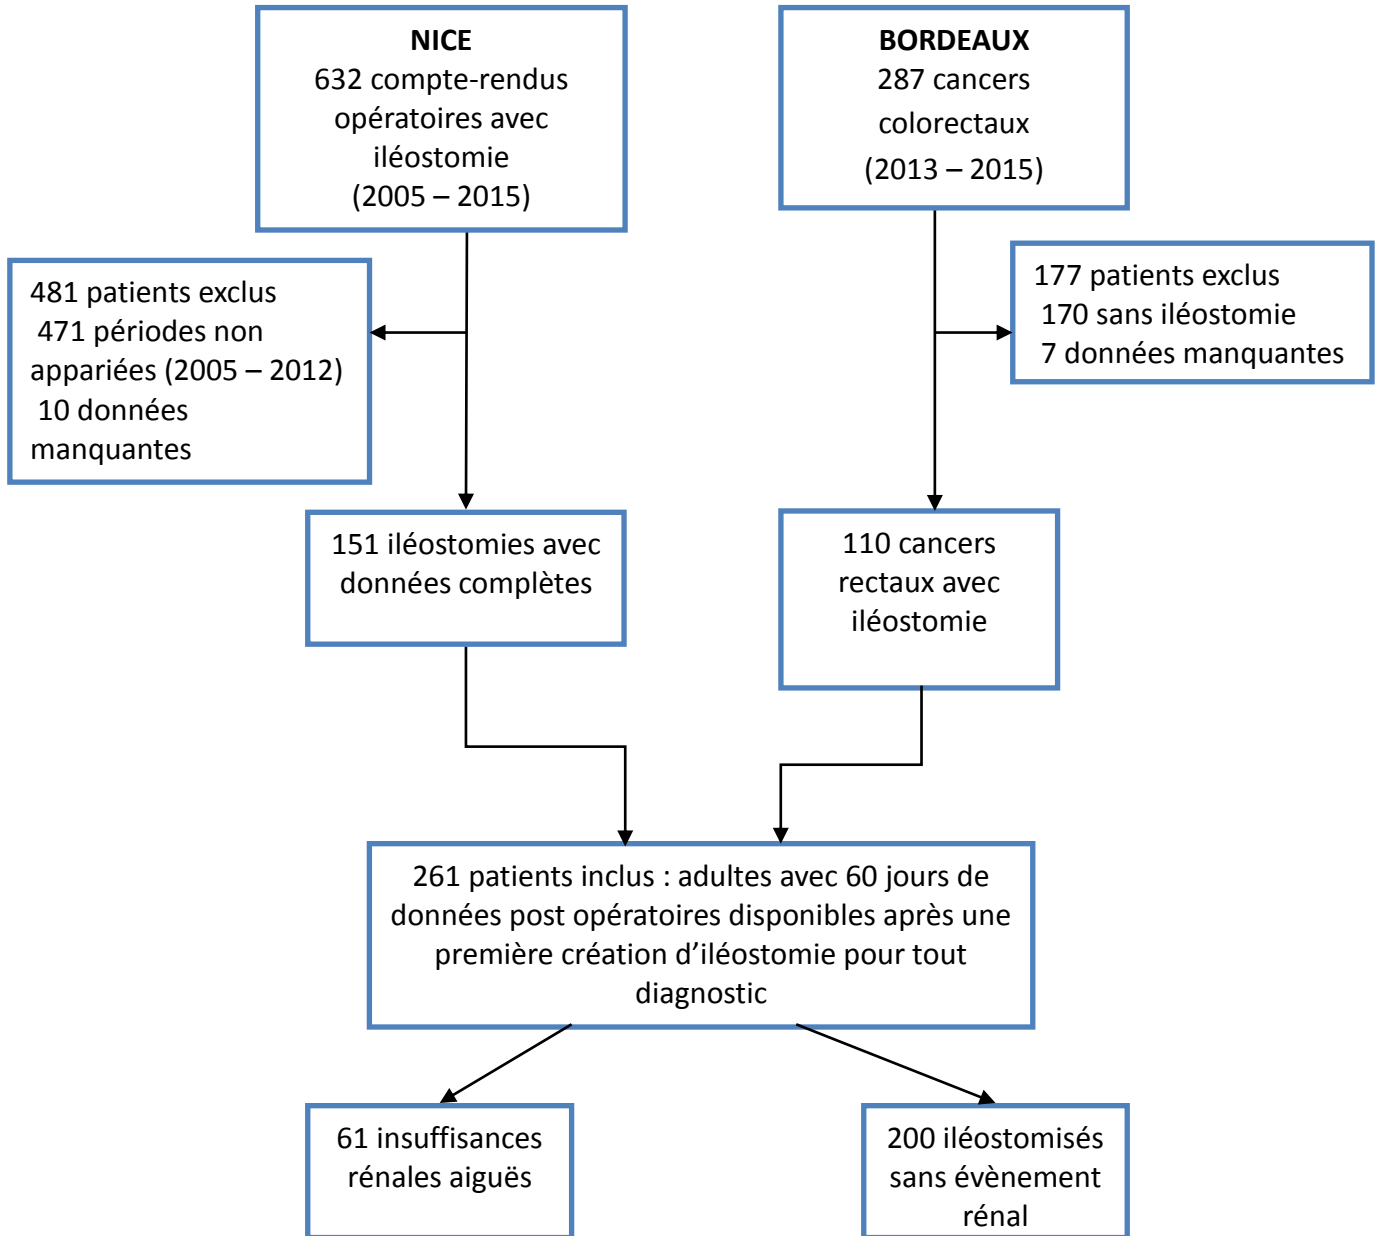 NICE
632 compte-rendus
opératoires avec
iléostomie
(2005 – 2015)
BORDEAUX
287 cancers
colorectaux
(2013 – 2015)
481 patients exclus
471 périodes non
appariées (2005 – 2012)
10 données
manquantes
177 patients exclus
170 sans iléostomie
7 données manquantes
151 iléostomies avec
données complètes
110 cancers
rectaux avec
iléostomie
261 patients inclus : adultes avec 60 jours de
données post opératoires disponibles après une
première création d’iléostomie pour tout
diagnostic
61 insuffisances
rénales aiguës
200 iléostomisés
sans évènement
rénal